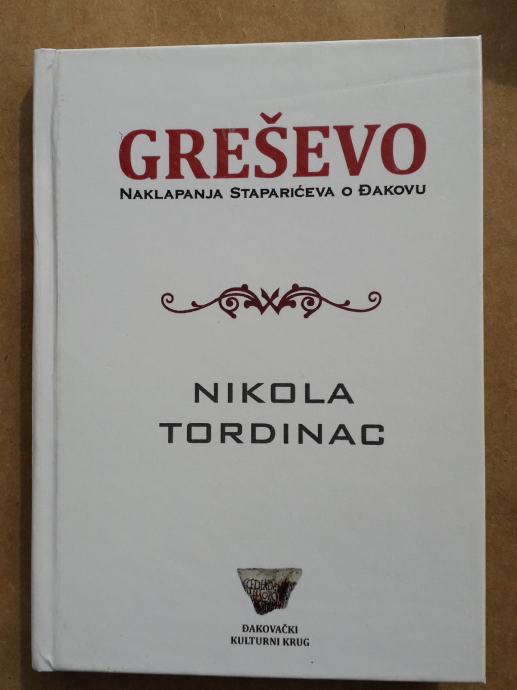 GREŠEVO
NAKLAPANJA STAPARIĆEVA O ĐAKOVU
NIKOLA
TORDINAC
ĐAKOVAČKI
KULTURNI KRUG